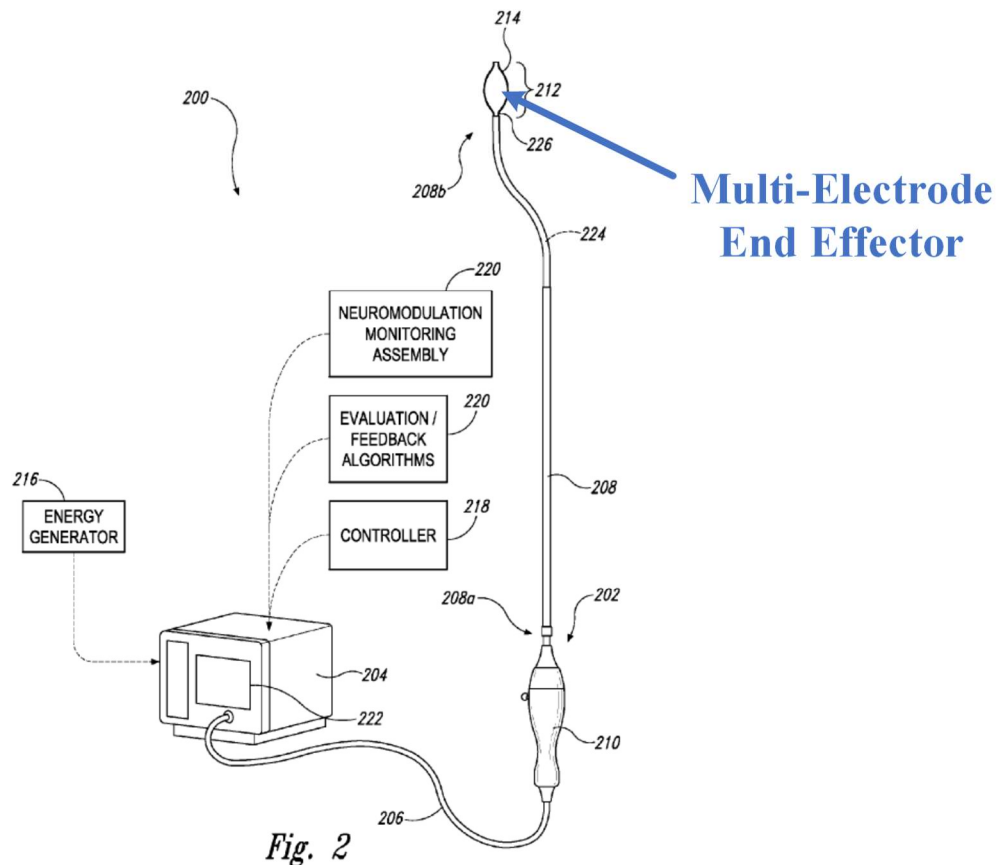 214
200
212
226
208b
Multi-Electrode
End Effector
224
220
NEUROMODULATION
MONITORING
ASSEMBLY
220
EVALUATION /
FEEDBACK
ALGORITHMS
216
ENERGY
GENERATOR
218
CONTROLLER
208
208a
202
204
222
210
206
Fig. 2